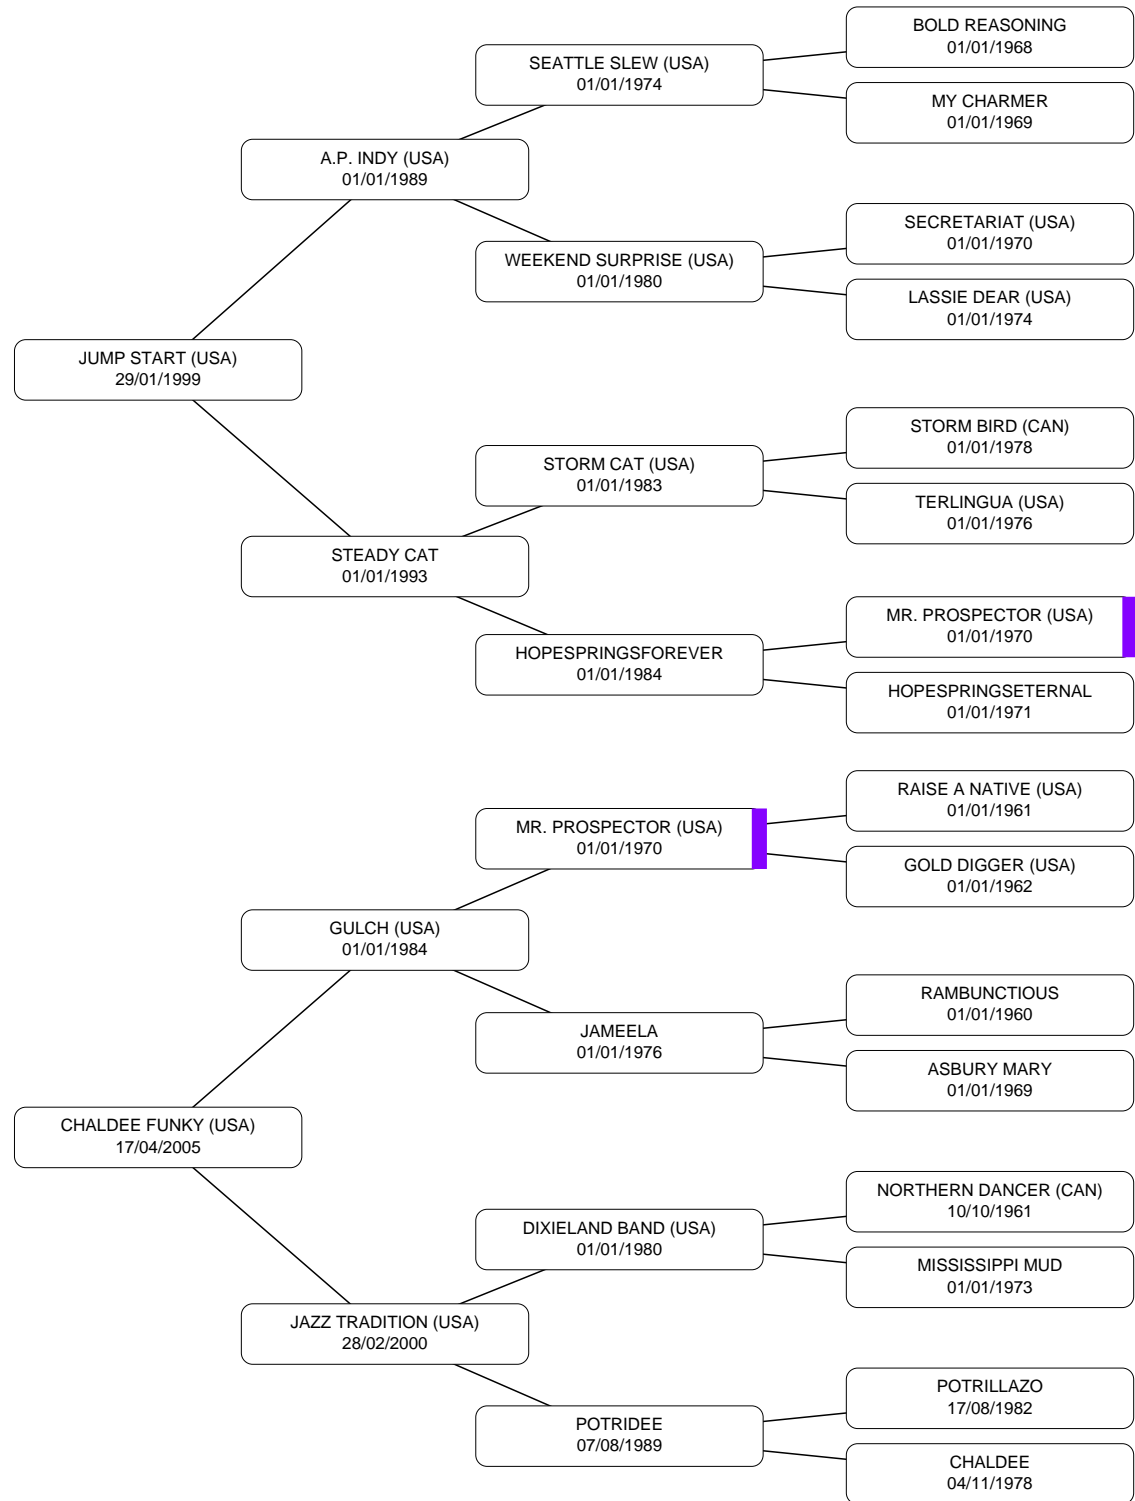 BOLD REASONING
01/01/1968
SEATTLE SLEW (USA)
01/01/1974
MY CHARMER
01/01/1969
A.P. INDY (USA)
01/01/1989
SECRETARIAT (USA)
01/01/1970
WEEKEND SURPRISE (USA)
01/01/1980
LASSIE DEAR (USA)
01/01/1974
JUMP START (USA)
29/01/1999
STORM BIRD (CAN)
01/01/1978
STORM CAT (USA)
01/01/1983
TERLINGUA (USA)
01/01/1976
STEADY CAT
01/01/1993
MR. PROSPECTOR (USA)
01/01/1970
HOPESPRINGSFOREVER
01/01/1984
HOPESPRINGSETERNAL
01/01/1971
RAISE A NATIVE (USA)
01/01/1961
MR. PROSPECTOR (USA)
01/01/1970
GOLD DIGGER (USA)
01/01/1962
GULCH (USA)
01/01/1984
RAMBUNCTIOUS
01/01/1960
JAMEELA
01/01/1976
ASBURY MARY
01/01/1969
CHALDEE FUNKY (USA)
17/04/2005
NORTHERN DANCER (CAN)
10/10/1961
DIXIELAND BAND (USA)
01/01/1980
MISSISSIPPI MUD
01/01/1973
JAZZ TRADITION (USA)
28/02/2000
POTRILLAZO
17/08/1982
POTRIDEE
07/08/1989
CHALDEE
04/11/1978